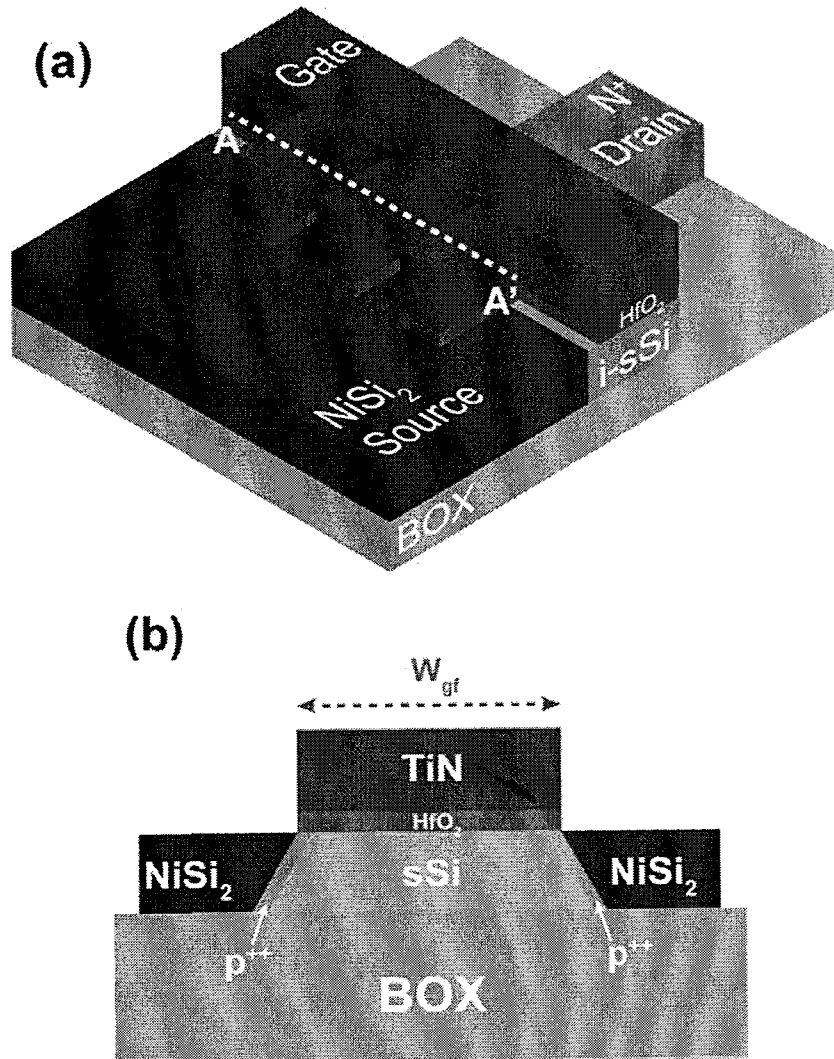 (a)
Gate
N+
Drain
A
A'
HfO2
i-sSi
NiSi2
Source
BOX
(b)
Wgf
TiN
HfO2
NiSi2
sSi
NiSi2
p++
p++
BOX